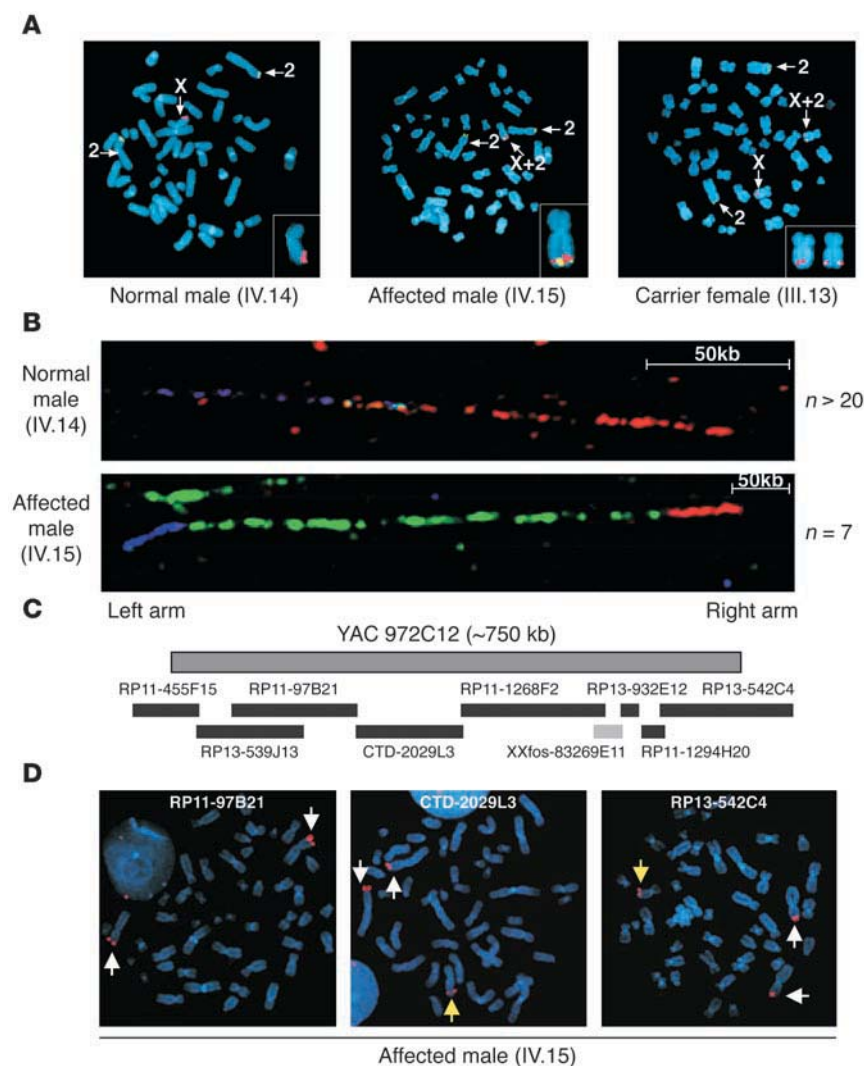 A
2
X
2
Normal male (IV.14)
2
2
X+2
Affected male (IV.15)
2
X+2
X
2
Carrier female (III.13)
B
Normal
male
(IV.14)
50kb
n > 20
Affected
male
(IV.15)
50kb
n = 7
Left arm
Right arm
C
YAC 972C12 (~750 kb)
RP11-455F15 RP11-97B21 RP11-1268F2 RP13-932E12 RP13-542C4
RP13-539J13 CTD-2029L3 XXfos-83269E11 RP11-1294H20
D
RP11-97B21
CTD-2029L3
RP13-542C4
Affected male (IV.15)